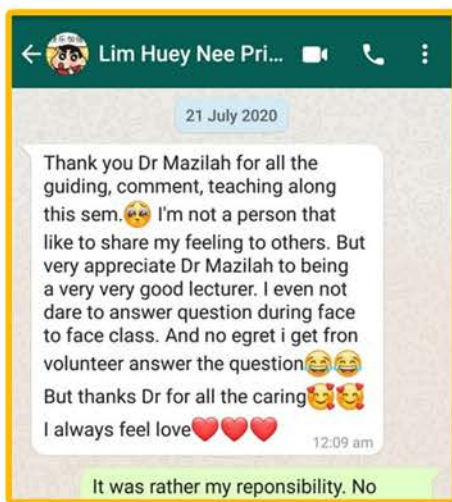 Lim Huey Nee Pri...
21 July 2020
Thank you Dr Mazilah for all the
guiding, comment, teaching along
this sem.🥺 I'm not a person that
like to share my feeling to others. But
very appreciate Dr Mazilah to being
a very very good lecturer. I even not
dare to answer question during face
to face class. And no egret i get fron
volunteer answer the question😂😂
But thanks Dr for all the caring🥰🥰
I always feel love❤️❤️❤️
12:09 am
It was rather my reponsibility. No